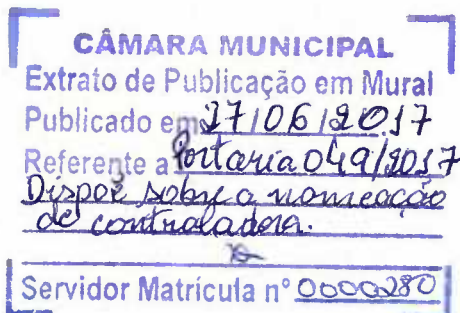 CÂMARA MUNICIPAL
Extrato de Publicação em Mural
Publicado em 27/06/2017
Referente a Portaria 049/2017
Dispõe sobre a nomeação
de controladora.
Servidor Matrícula nº 0000280